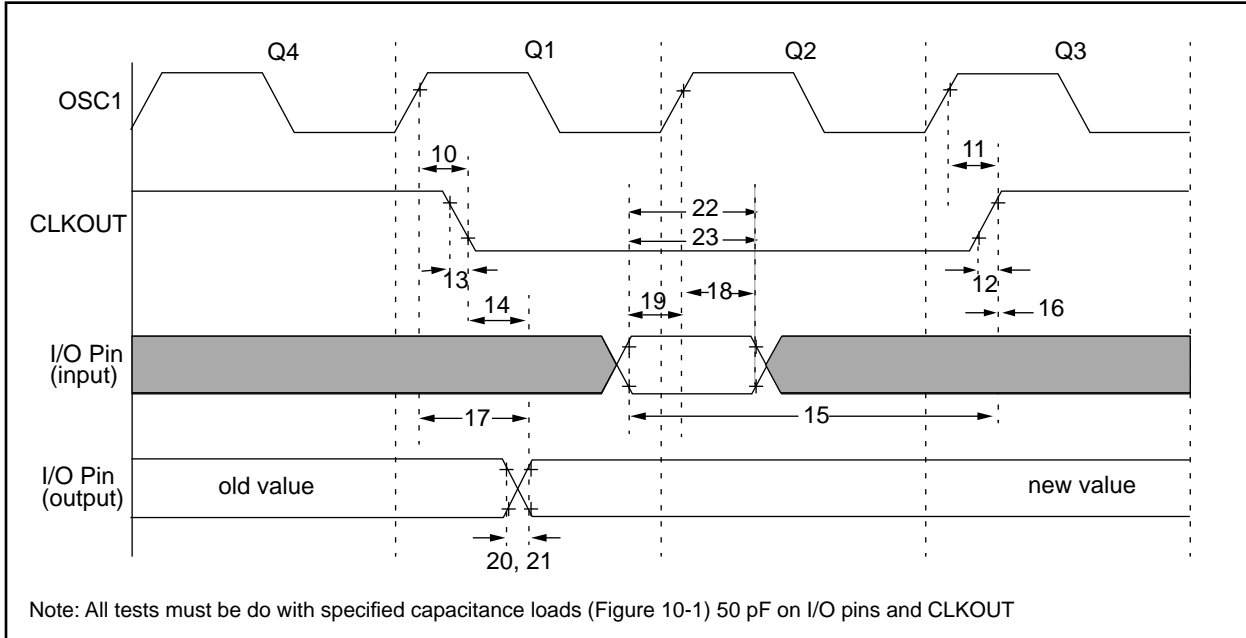 Q4 Q1 Q2 Q3
OSC1
10 11
22
CLKOUT
23
13 12
18
19 16
14
I/O Pin
(input)
17 15
I/O Pin
(output)
old value new value
20, 21
Note: All tests must be do with specified capacitance loads (Figure 10-1) 50 pF on I/O pins and CLKOUT